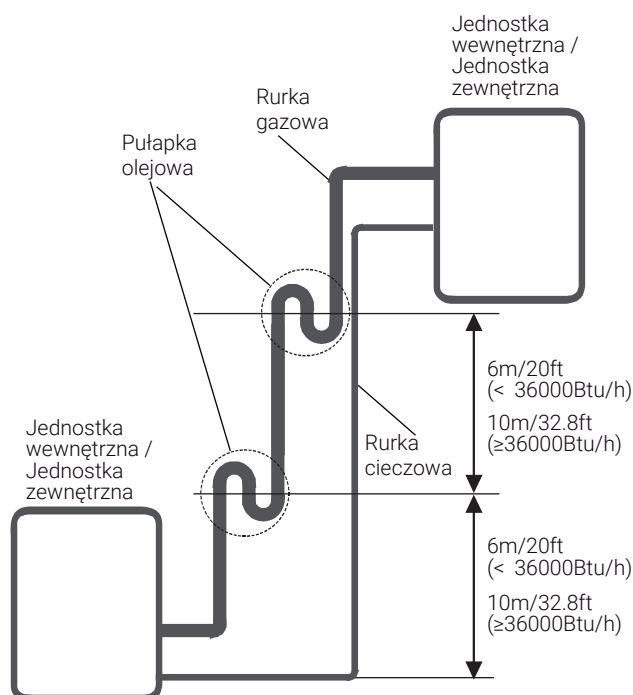 Jednostka
wewnętrzna /
Jednostka
zewnętrzna
Rurka
gazowa
Pułapka
olejowa
6m/20ft
(< 36000Btu/h)
10m/32.8ft
(≥36000Btu/h)
Jednostka
wewnętrzna /
Jednostka
zewnętrzna
Rurka
cieczowa
6m/20ft
(< 36000Btu/h)
10m/32.8ft
(≥36000Btu/h)